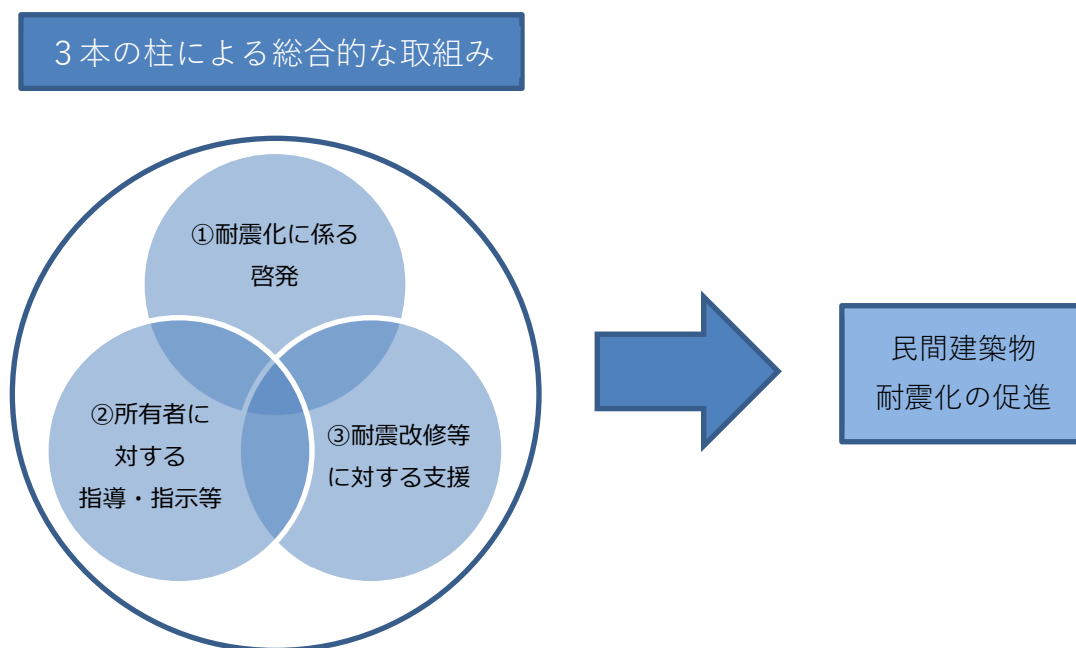 ３本の柱による総合的な取組み
①耐震化に係る
啓発
②所有者に
対する
指導・指示等
③耐震改修等
に対する支援
民間建築物
耐震化の促進